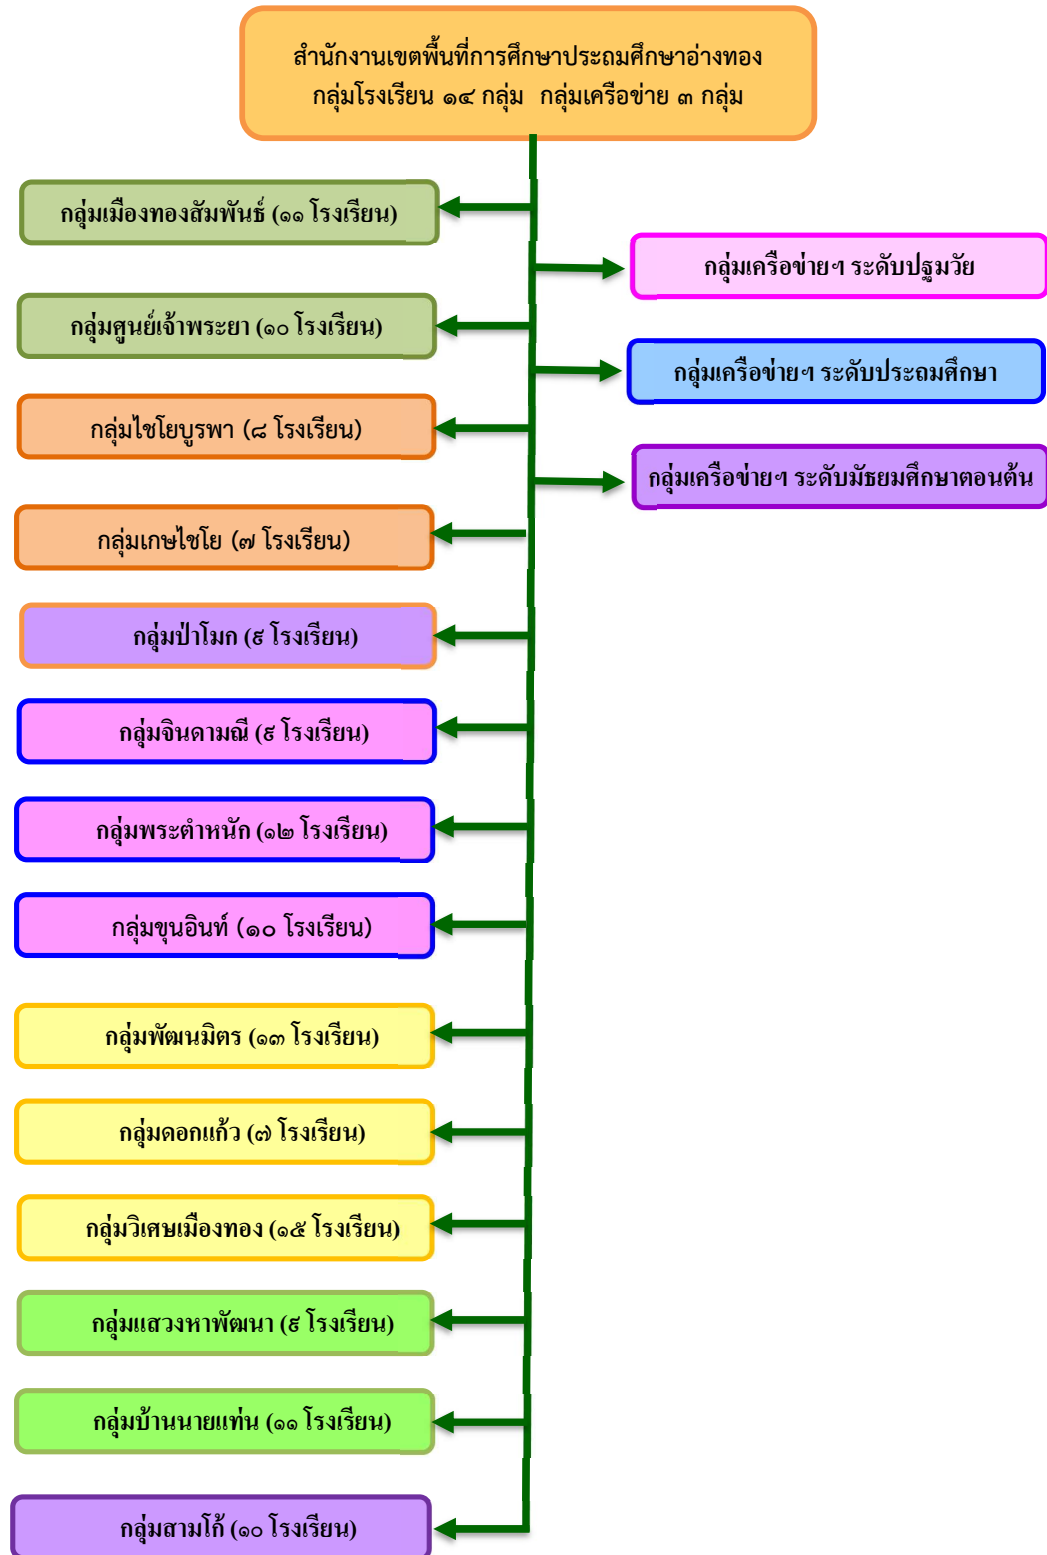 สำนักงานเขตพื้นที่การศึกษาประถมศึกษาอ่างทอง
กลุ่มโรงเรียน ๑๔ กลุ่ม กลุ่มเครือข่าย ๓ กลุ่ม
กลุ่มเมืองทองสัมพันธ์ (๑๑ โรงเรียน)
กลุ่มเครือข่ายฯ ระดับปฐมวัย
กลุ่มศูนย์เจ้าพระยา (๑๐ โรงเรียน)
กลุ่มเครือข่ายฯ ระดับประถมศึกษา
กลุ่มไชโยบูรพา (๘ โรงเรียน)
กลุ่มเครือข่ายฯ ระดับมัธยมศึกษาตอนต้น
กลุ่มเกษไชโย (๗ โรงเรียน)
กลุ่มป่าโมก (๙ โรงเรียน)
กลุ่มจินดามณี (๙ โรงเรียน)
กลุ่มพระตำหนัก (๑๒ โรงเรียน)
กลุ่มขุนอินท์ (๑๐ โรงเรียน)
กลุ่มพัฒนมิตร (๑๓ โรงเรียน)
กลุ่มดอกแก้ว (๗ โรงเรียน)
กลุ่มวิเศษเมืองทอง (๑๕ โรงเรียน)
กลุ่มแสวงหาพัฒนา (๙ โรงเรียน)
กลุ่มบ้านนายแท่น (๑๑ โรงเรียน)
กลุ่มสามโก้ (๑๐ โรงเรียน)